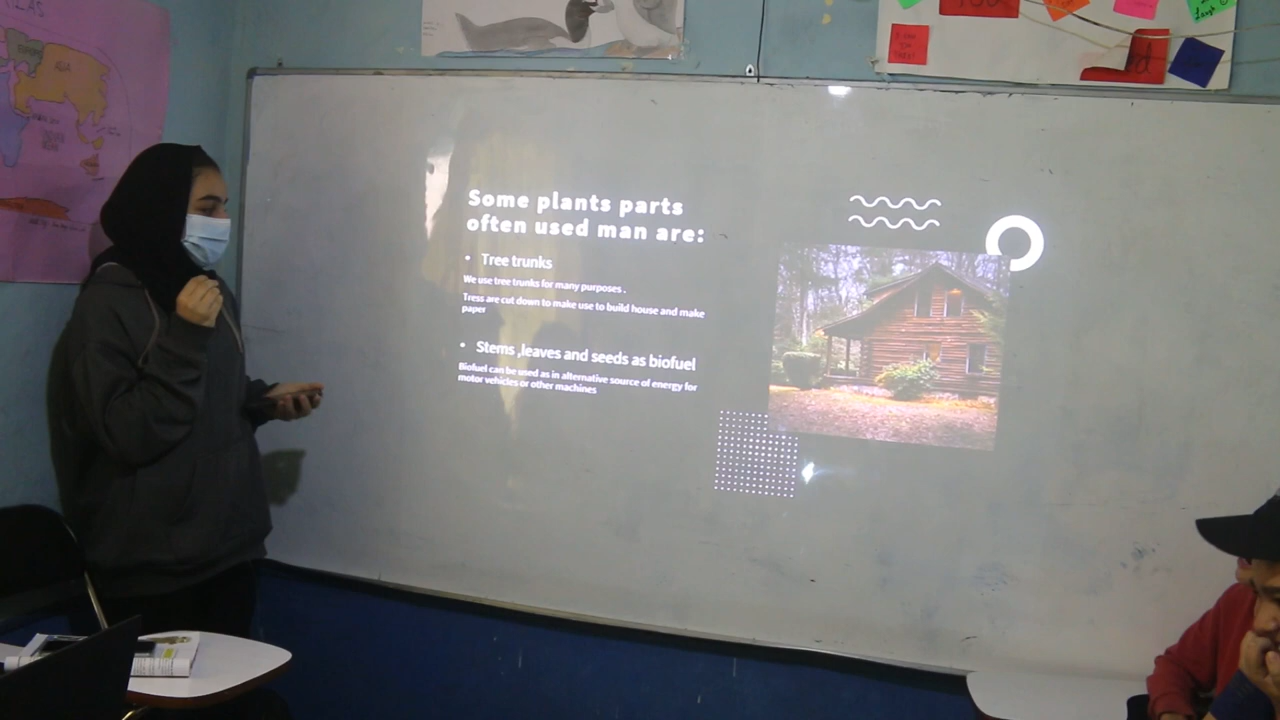 Some plants parts
often used man are:
• Tree trunks
We use tree trunks for many purposes .
Tress are cut down to make use to build house and make
paper
• Stems ,leaves and seeds as biofuel
Biofuel can be used as in alternative source of energy for
motor vehicles or other machines
ASIA